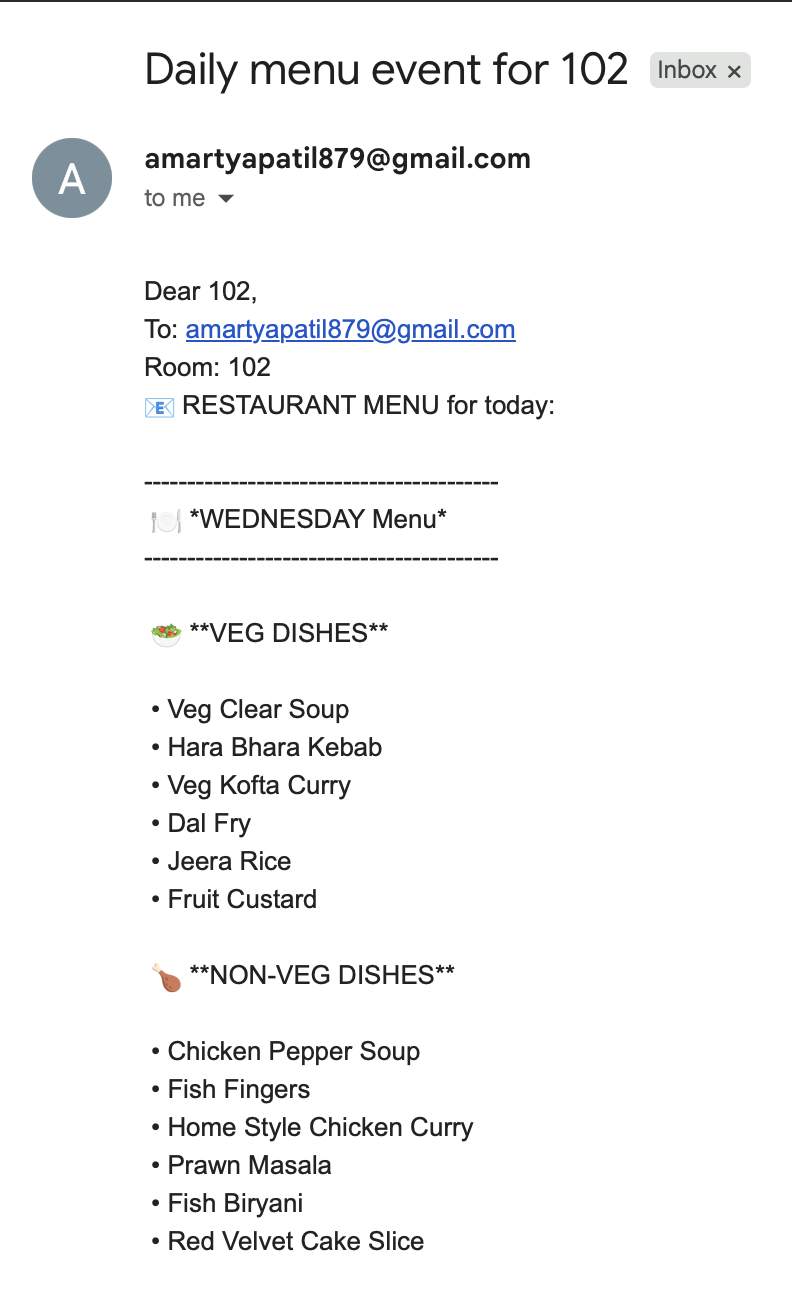 Daily menu event for 102 Inbox ×
A
amartyapatil879@gmail.com
to me
Dear 102,
To: amartyapatil879@gmail.com
Room: 102
📧 RESTAURANT MENU for today:
----------------------------------------
🍽️ *WEDNESDAY Menu*
----------------------------------------
🥗 **VEG DISHES**
• Veg Clear Soup
• Hara Bhara Kebab
• Veg Kofta Curry
• Dal Fry
• Jeera Rice
• Fruit Custard
🍗 **NON-VEG DISHES**
• Chicken Pepper Soup
• Fish Fingers
• Home Style Chicken Curry
• Prawn Masala
• Fish Biryani
• Red Velvet Cake Slice